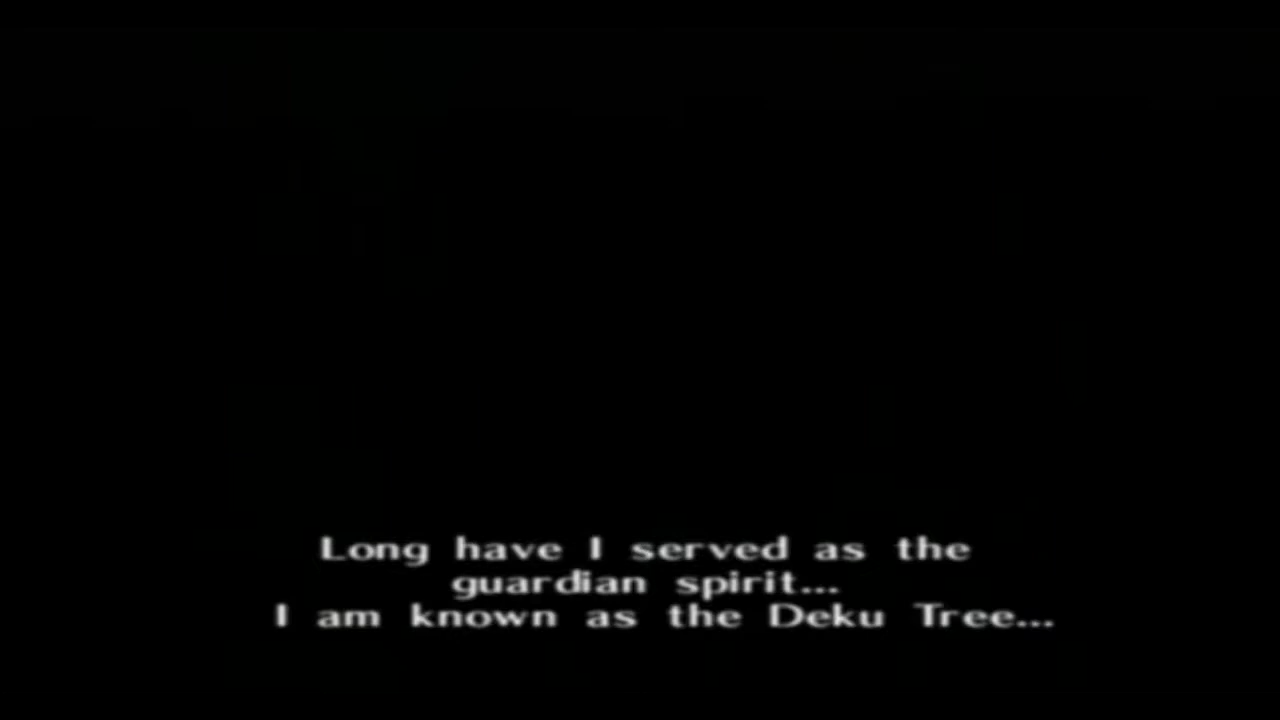 Long have I served as the
guardian spirit...
I am known as the Deku Tree...